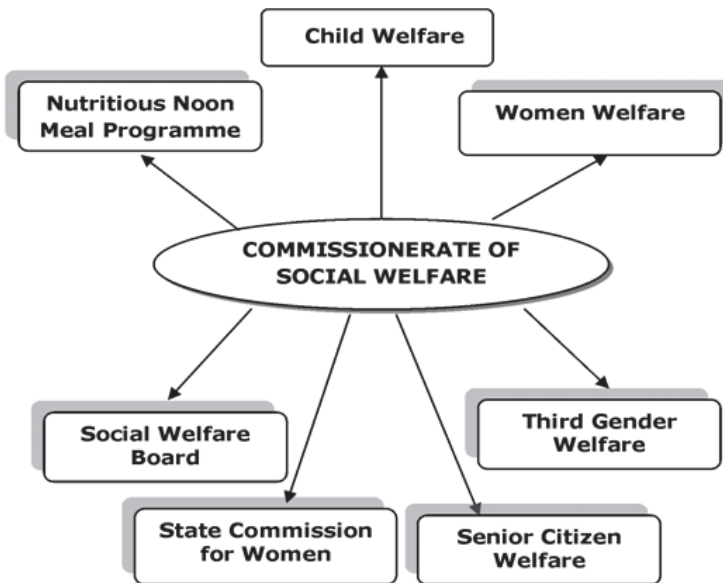 Child Welfare
Nutritious Noon
Meal Programme
Women Welfare
COMMISSIONERATE OF
SOCIAL WELFARE
Social Welfare
Board
Third Gender
Welfare
State Commission
for Women
Senior Citizen
Welfare